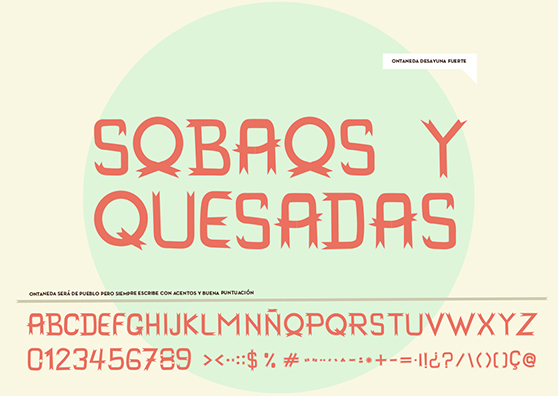 ONTANEDA DESAYUNA FUERTE
SOBAOS Y
QUESADAS
ONTANEDA SERÁ DE PUEBLO PERO SIEMPRE ESCRIBE CON ACENTOS Y BUENA PUNTUACIÓN
ABCDEFGHIJKLMNÑOPQRSTUVWXYZ
0123456789 ><··::$ % # *+-=·!¡¿?/\()()[]Ç@